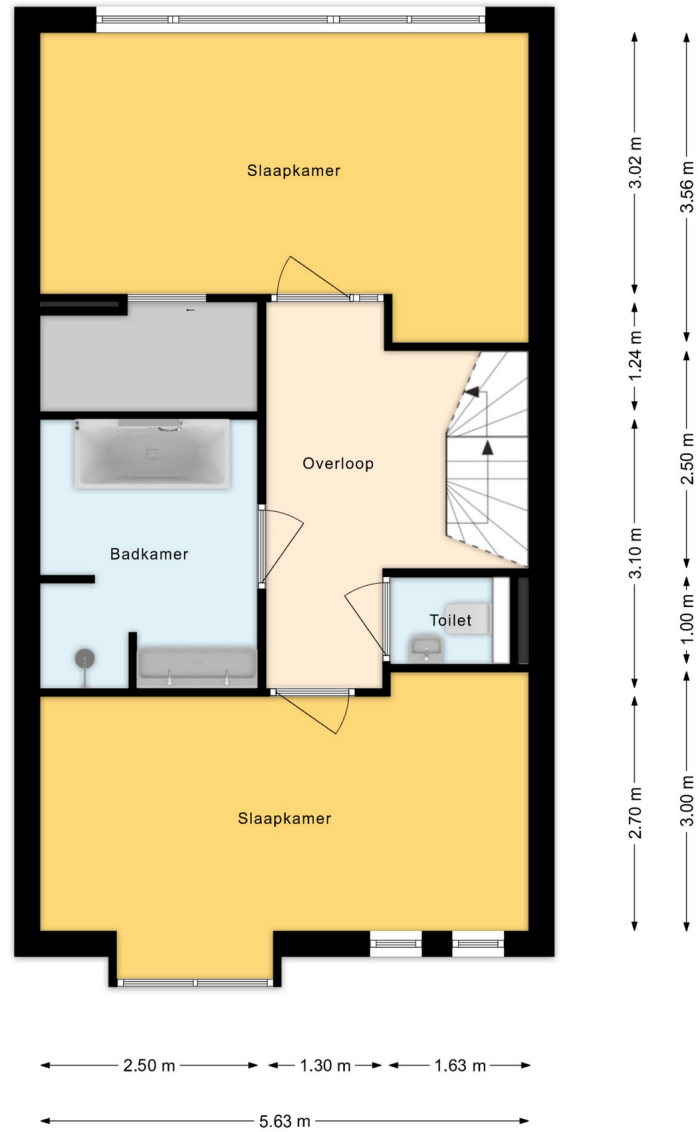 Slaapkamer
Overloop
Badkamer
Toilet
Slaapkamer
3.02 m
3.56 m
1.24 m
2.50 m
3.10 m
1.00 m
2.70 m
3.00 m
2.50 m
1.30 m
1.63 m
5.63 m